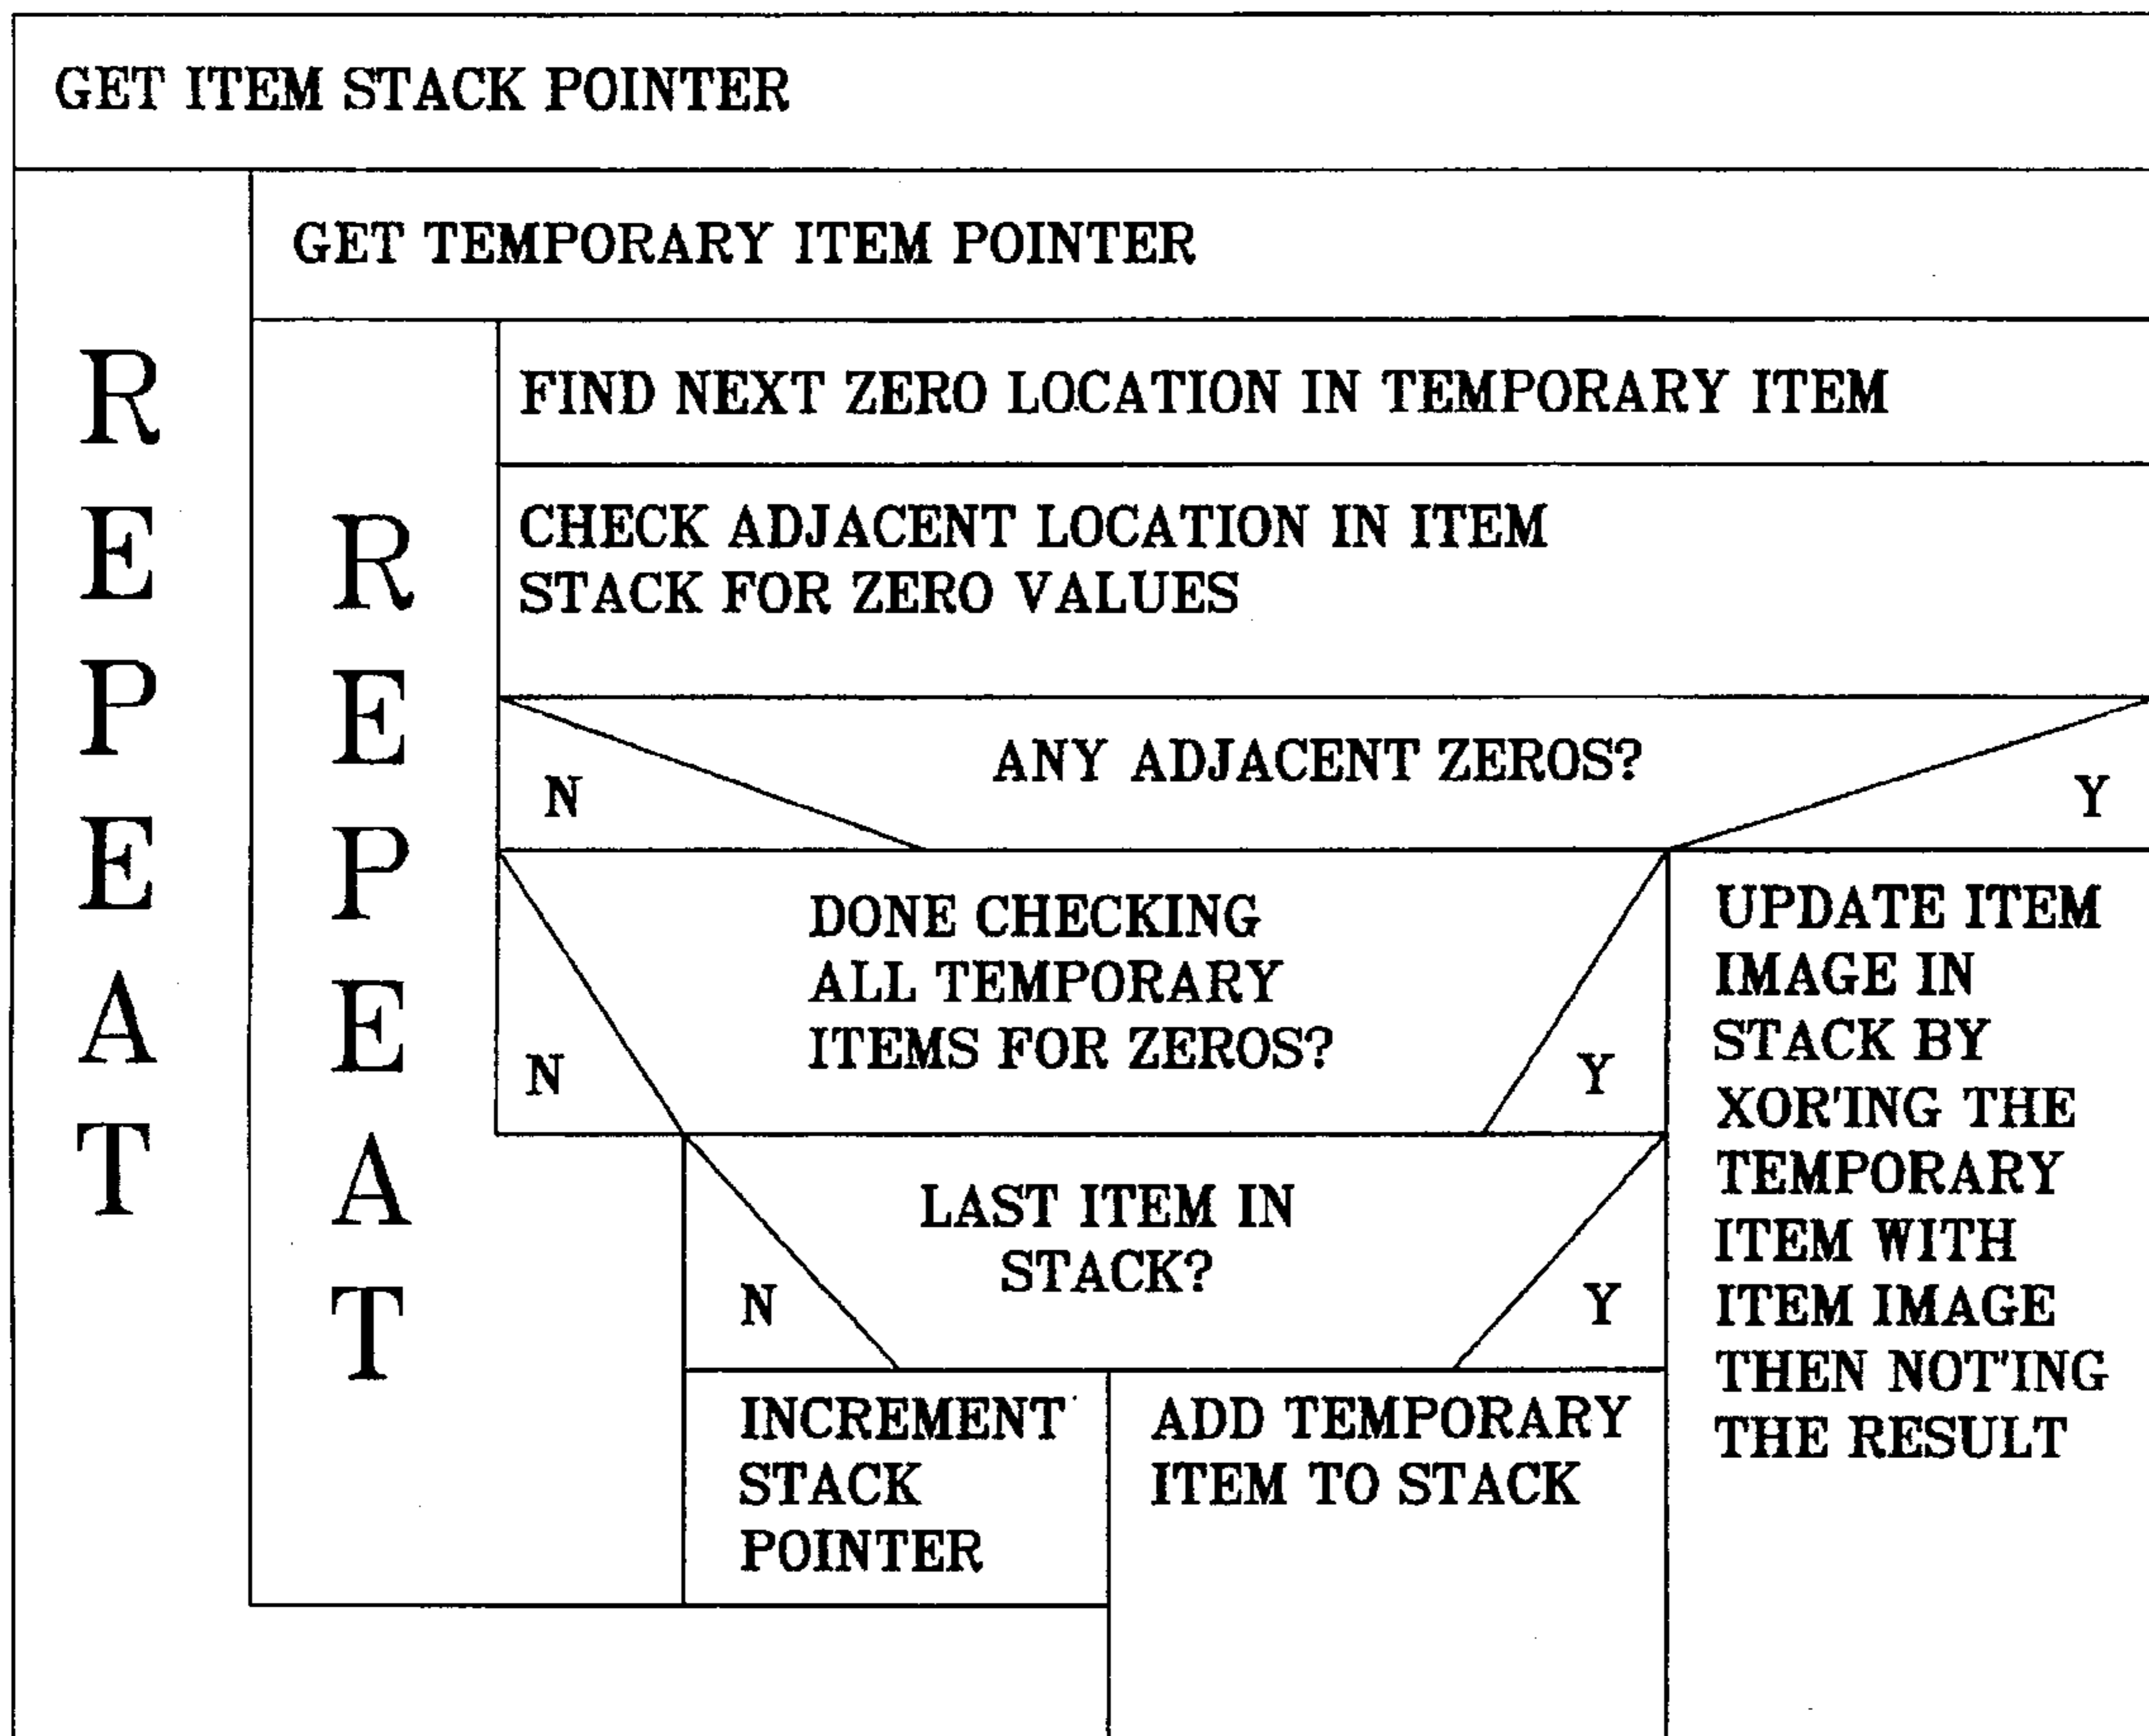 GET ITEM STACK POINTER
GET TEMPORARY ITEM POINTER
REPEAT
REPEAT
FIND NEXT ZERO LOCATION IN TEMPORARY ITEM
CHECK ADJACENT LOCATION IN ITEM
STACK FOR ZERO VALUES
ANY ADJACENT ZEROS?
N
Y
DONE CHECKING
ALL TEMPORARY
ITEMS FOR ZEROS?
N
Y
LAST ITEM IN
STACK?
N
Y
INCREMENT
STACK
POINTER
ADD TEMPORARY
ITEM TO STACK
UPDATE ITEM
IMAGE IN
STACK BY
XOR'ING THE
TEMPORARY
ITEM WITH
ITEM IMAGE
THEN NOT'ING
THE RESULT